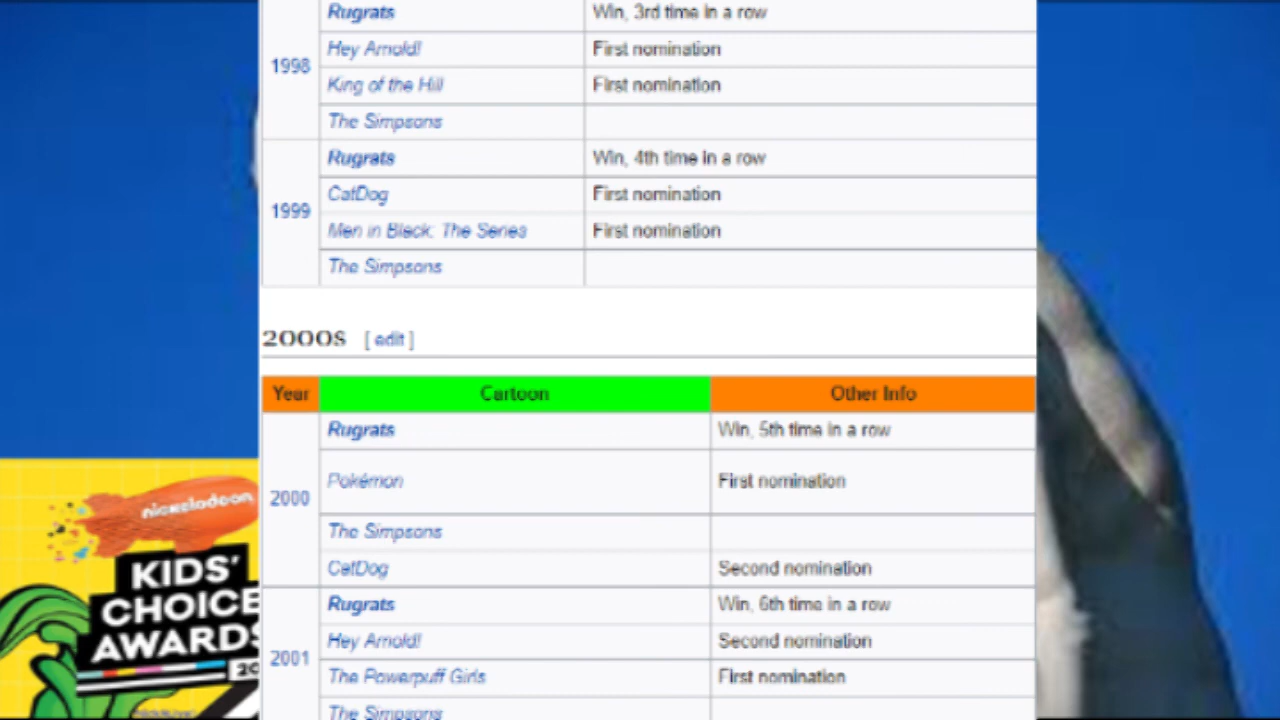 Rugrats Win, 3rd time in a row
Hey Arnold! First nomination
1998
King of the Hill First nomination
The Simpsons
Rugrats Win, 4th time in a row
CatDog First nomination
1999
Men in Black: The Series First nomination
The Simpsons
2000s [ edit ]
Year Cartoon Other Info
Rugrats Win, 5th time in a row
Pokémon First nomination
2000
The Simpsons
CatDog Second nomination
Rugrats Win, 6th time in a row
Hey Arnold! Second nomination
2001
The Powerpuff Girls First nomination
The Simpsons
nickelodeon
KIDS'
CHOICE
AWARDS
20